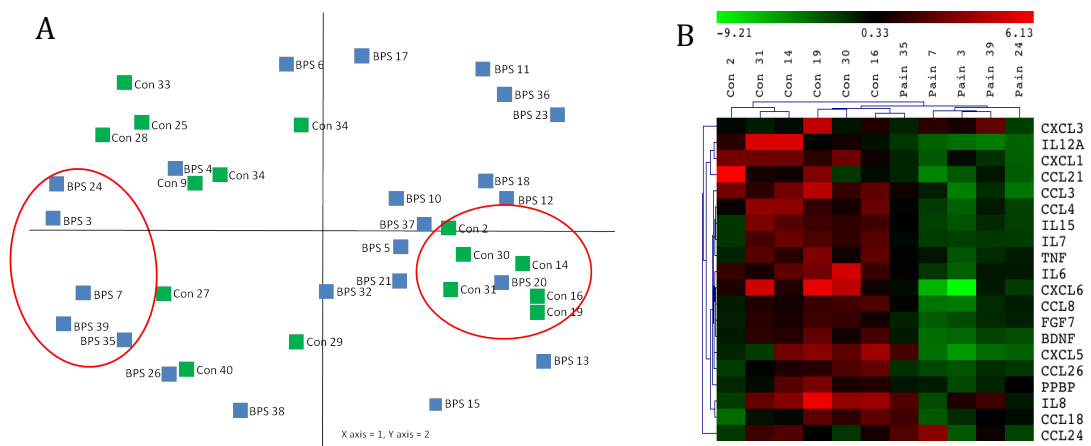 A
BPS 17
BPS 6
BPS 11
Con 33
BPS 36
BPS 23
Con 25
Con 34
Con 28
BPS 4
Con 34
Con 9
BPS 24
BPS 18
BPS 10
BPS 12
BPS 3
BPS 37
Con 2
BPS 5
Con 30
Con 14
BPS 21
BPS 20
Con 31
Con 16
BPS 7
Con 27
BPS 32
Con 19
BPS 39
BPS 35
Con 29
BPS 26
Con 40
BPS 13
BPS 38
BPS 15
X axis = 1, Y axis = 2
B
-9.21 0.33 6.13
Con 2
Con 31
Con 14
Con 19
Con 30
Con 16
Pain 35
Pain 7
Pain 3
Pain 39
Pain 24
CXCL3
IL12A
CXCL1
CCL21
CCL3
CCL4
IL15
IL7
TNF
IL6
CXCL6
CCL8
FGF7
BDNF
CXCL5
CCL26
PPBP
IL8
CCL18
CCL24